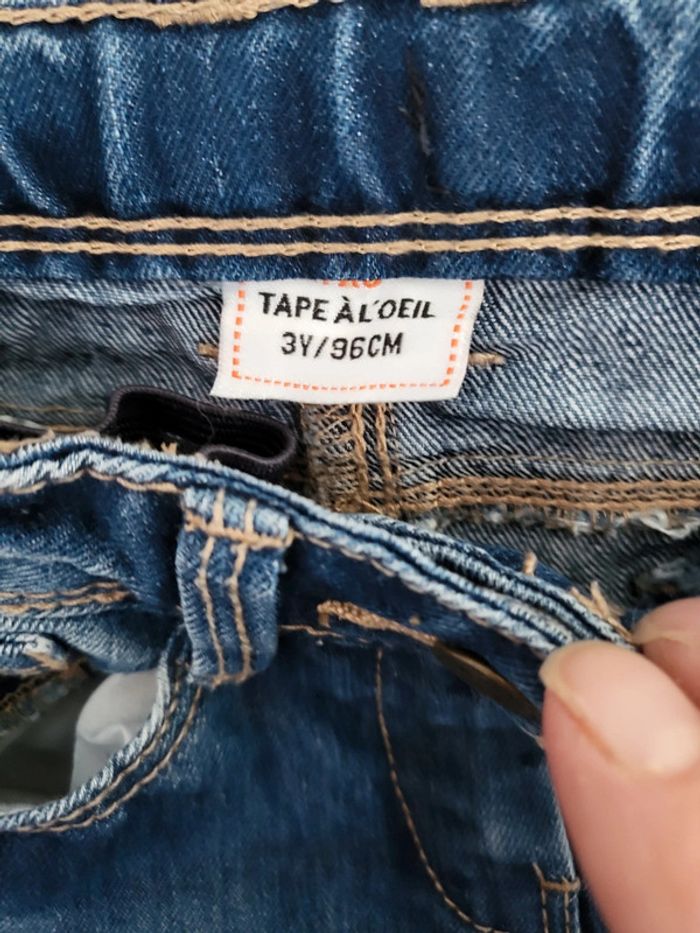 TAPE À L'OEIL
3Y/96CM